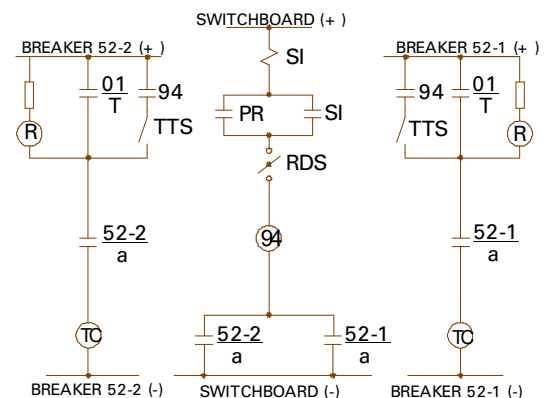 SWITCHBOARD (+)
BREAKER 52-2 (+)
BREAKER 52-1 (+)
SI
01
T
94
TTS
R
PR
SI
94
TTS
01
T
R
RDS
94
52-2
a
52-1
a
52-2
a
52-1
a
TC
TC
BREAKER 52-2 (-)
SWITCHBOARD (-)
BREAKER 52-1 (-)